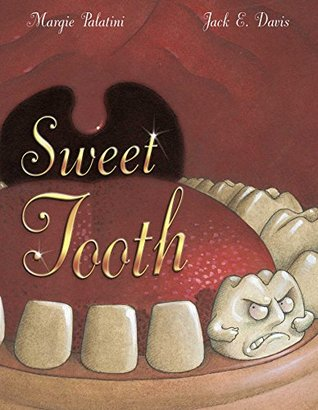 Margie Palatini Jack E. Davis
Sweet
Tooth